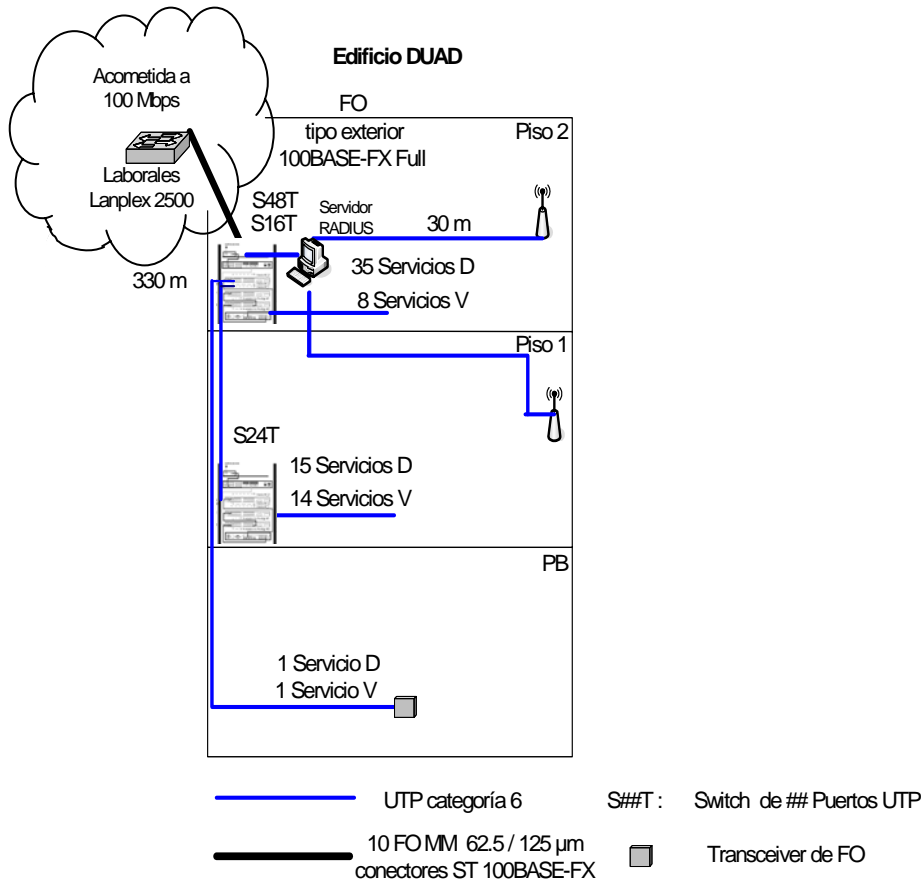 Edificio DUAD
Acometida a
100 Mbps
Laborales
Lanplex 2500
FO
tipo exterior
100BASE-FX Full
Piso 2
S48T
S16T
Servidor
RADIUS
30 m
330 m
35 Servicios D
8 Servicios V
Piso 1
S24T
15 Servicios D
14 Servicios V
PB
1 Servicio D
1 Servicio V
UTP categoría 6
S##T : Switch de ## Puertos UTP
10 FO MM 62.5 / 125 µm
conectores ST 100BASE-FX
Transceiver de FO